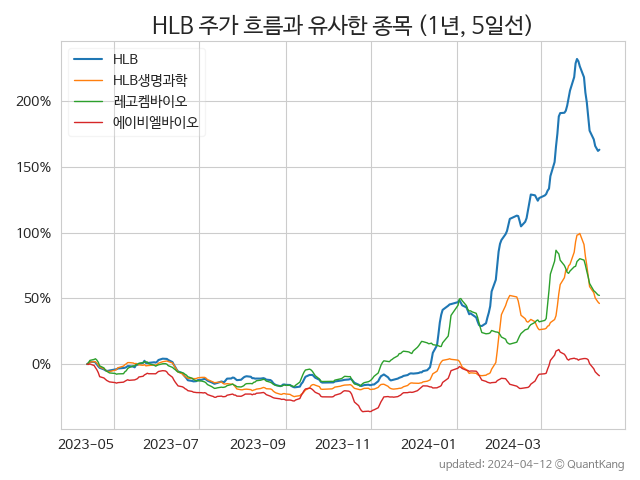 HLB 주가 흐름과 유사한 종목 (1년, 5일선)
HLB
HLB생명과학
레고켐바이오
에이비엘바이오
200%
150%
100%
50%
0%
2023-05 2023-07 2023-09 2023-11 2024-01 2024-03
updated: 2024-04-12 © QuantKang